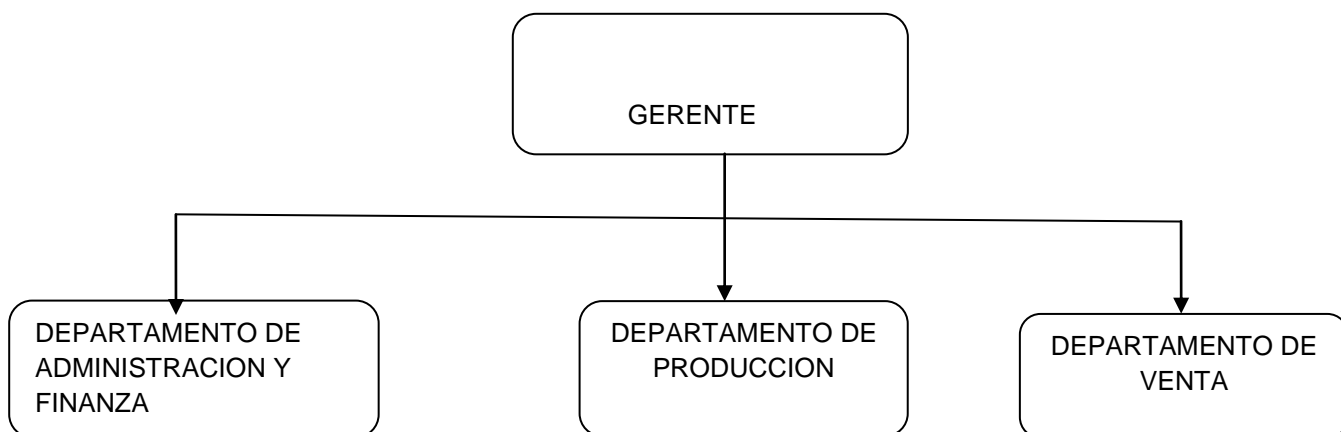 GERENTE
DEPARTAMENTO DE
ADMINISTRACION Y
FINANZA
DEPARTAMENTO DE
PRODUCCION
DEPARTAMENTO DE
VENTA